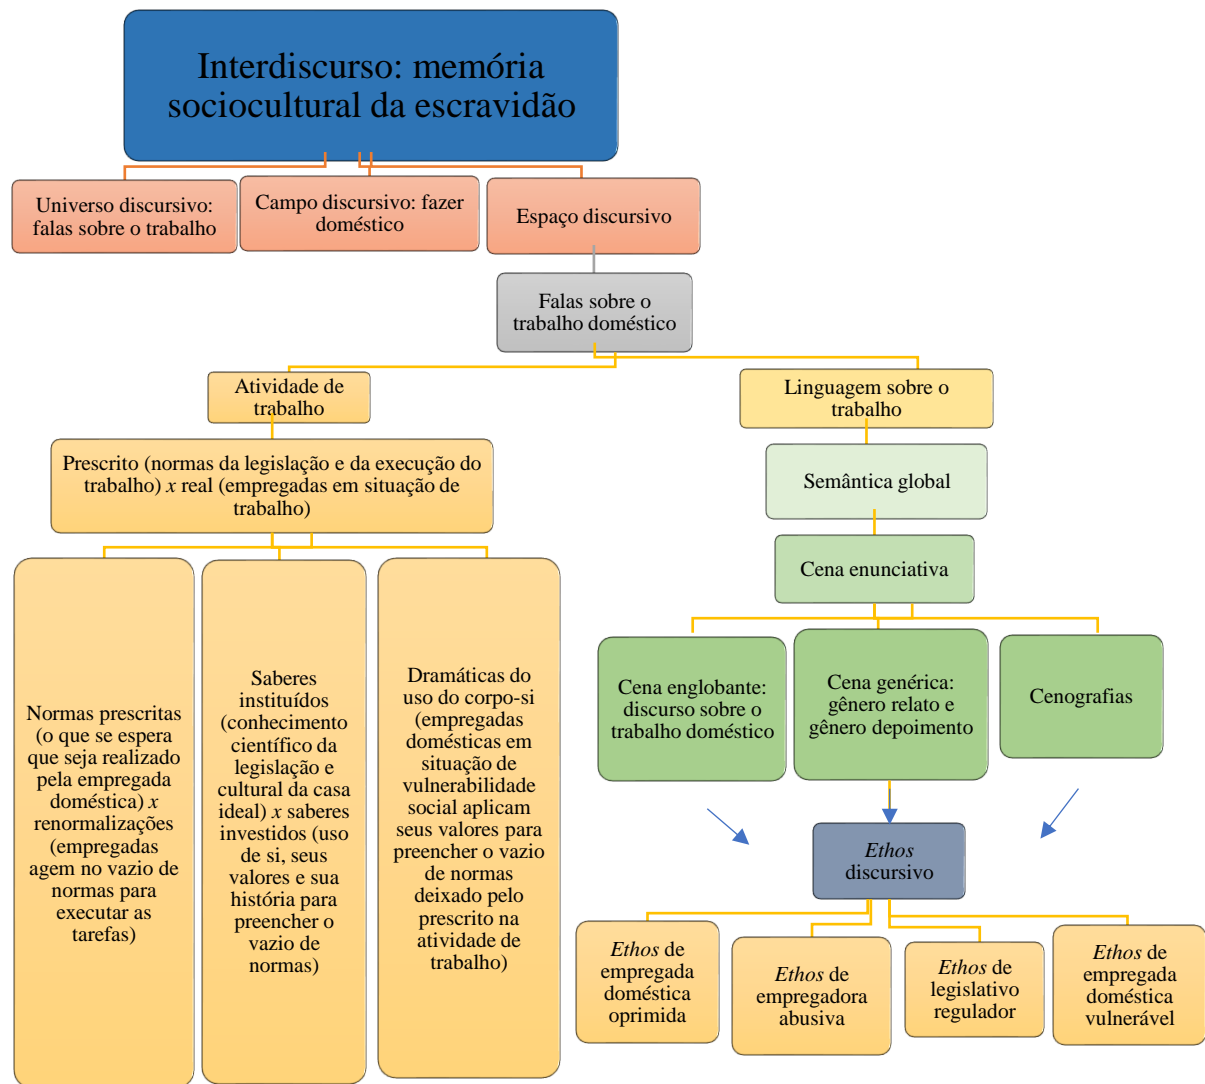 Interdiscurso: memória
sociocultural da escravidão
Universo discursivo:
falas sobre o trabalho
Campo discursivo: fazer
doméstico
Espaço discursivo
Falas sobre o
trabalho doméstico
Atividade de
trabalho
Prescrito (normas da legislação e da execução do
trabalho) x real (empregadas em situação de
trabalho)
Normas prescritas
(o que se espera
que seja realizado
pela empregada
doméstica) x
renormalizações
(empregadas
agem no vazio de
normas para
executar as
tarefas)
Saberes
instituídos
(conhecimento
científico da
legislação e
cultural da casa
ideal) x saberes
investidos (uso
de si, seus
valores e sua
história para
preencher o
vazio de
normas)
Dramáticas do
uso do corpo-si
(empregadas
domésticas em
situação de
vulnerabilidade
social aplicam
seus valores para
preencher o vazio
de normas
deixado pelo
prescrito na
atividade de
trabalho)
Linguagem sobre o
trabalho
Semântica global
Cena enunciativa
Cena englobante:
discurso sobre o
trabalho doméstico
Cena genérica:
gênero relato e
gênero depoimento
Cenografias
Ethos
discursivo
Ethos de
empregada
doméstica
oprimida
Ethos de
empregadora
abusiva
Ethos de
legislativo
regulador
Ethos de
empregada
doméstica
vulnerável